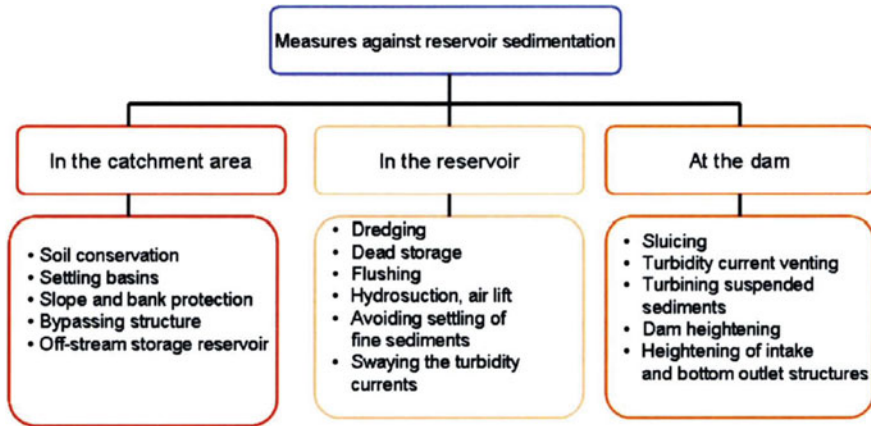 Measures against reservoir sedimentation
In the catchment area
In the reservoir
At the dam
• Soil conservation
• Settling basins
• Slope and bank protection
• Bypassing structure
• Off-stream storage reservoir
• Dredging
• Dead storage
• Flushing
• Hydrosuction, air lift
• Avoiding settling of
fine sediments
• Swaying the turbidity
currents
• Sluicing
• Turbidity current venting
• Turbining suspended
sediments
• Dam heightening
• Heightening of intake
and bottom outlet structures